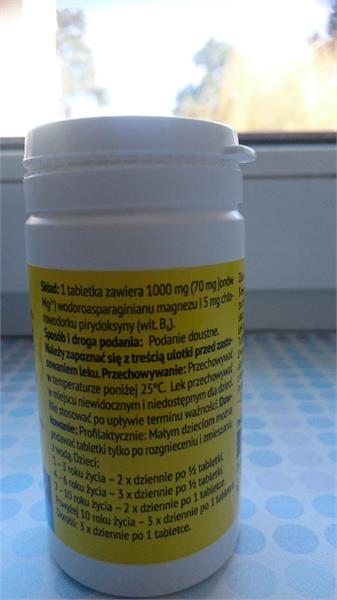 Skład: 1 tabletka zawiera 1000 mg (70 mg jonów
Mg²⁺) wodoroasparaginianu magnezu i 5 mg chlo-
rowodorku pirydoksyny (wit. B₆).
Sposób i droga podania: Podanie doustne.
Należy zapoznać się z treścią ulotki przed zasto-
sowaniem leku. Przechowywanie: Przechowywać
w temperaturze poniżej 25°C. Lek przechowywać
w miejscu niewidocznym i niedostępnym dla dzieci.
Nie stosować po upływie terminu ważności. Daw-
kowanie: Profilaktycznie: Małym dzieciom można
podawać tabletki tylko po rozgnieceniu i zmieszaniu
z wodą. Dzieci:
1 - 3 roku życia – 2 x dziennie po ½ tabletki.
4 - 6 roku życia – 3 x dziennie po ½ tabletki.
7 - 10 roku życia – 2 x dziennie po 1 tabletce.
Powyżej 10 roku życia – 3 x dziennie po 1 tabletce.
Dorośli: 3 x dziennie po 1 tabletce.